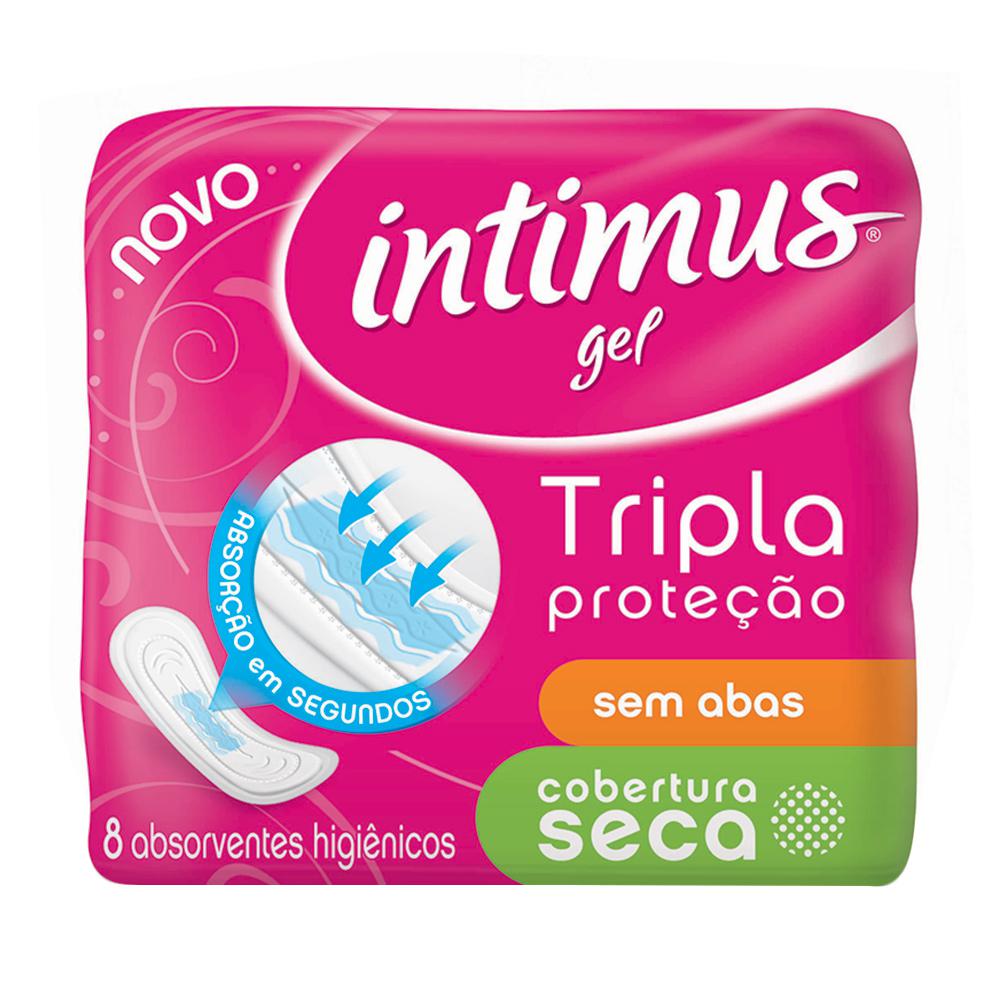 novo
intimus®
gel
ABSORÇÃO em SEGUNDOS
Tripla
proteção
sem abas
cobertura
seca
8 absorventes higiênicos